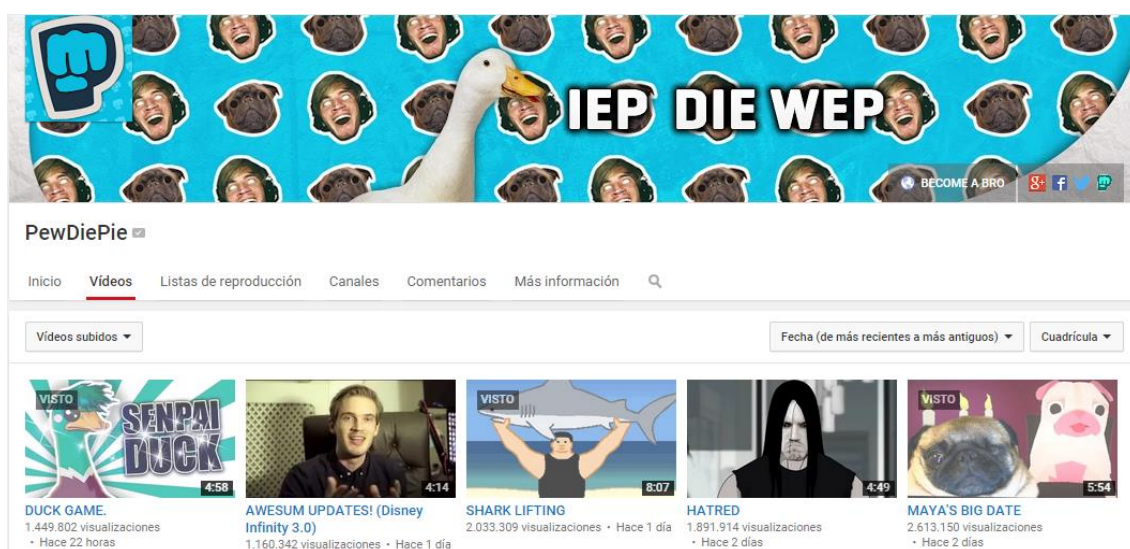 IEP DIE WEP
BECOME A BRO
PewDiePie
Inicio Vídeos Listas de reproducción Canales Comentarios Más información
Vídeos subidos Fecha (de más recientes a más antiguos) Cuadrícula
VISTO
SENPAI
DUCK
4:58
4:14
VISTO
8:07
4:49
VISTO
5:54
DUCK GAME.
1.449.802 visualizaciones
• Hace 22 horas
AWESUM UPDATES! (Disney
Infinity 3.0)
1.160.342 visualizaciones • Hace 1 día
SHARK LIFTING
2.033.309 visualizaciones • Hace 1 día
HATRED
1.891.914 visualizaciones
• Hace 2 días
MAYA'S BIG DATE
2.613.150 visualizaciones
• Hace 2 días